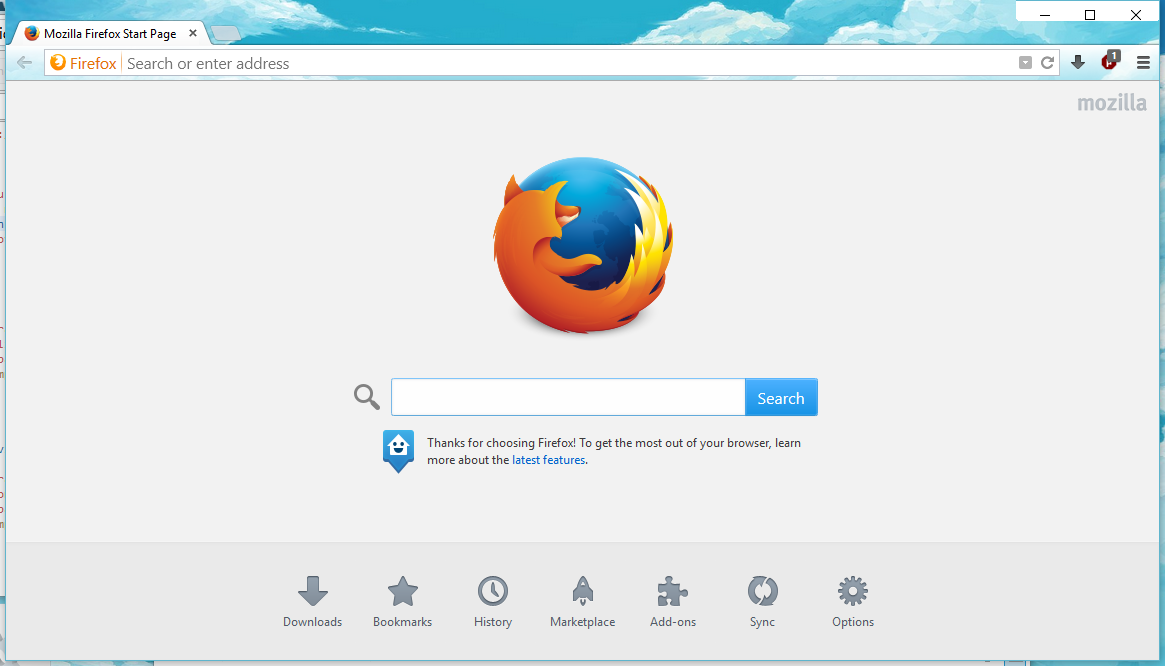 Mozilla Firefox Start Page
Firefox Search or enter address
1
mozilla
Search
Thanks for choosing Firefox! To get the most out of your browser, learn
more about the latest features.
Downloads Bookmarks History Marketplace Add-ons Sync Options